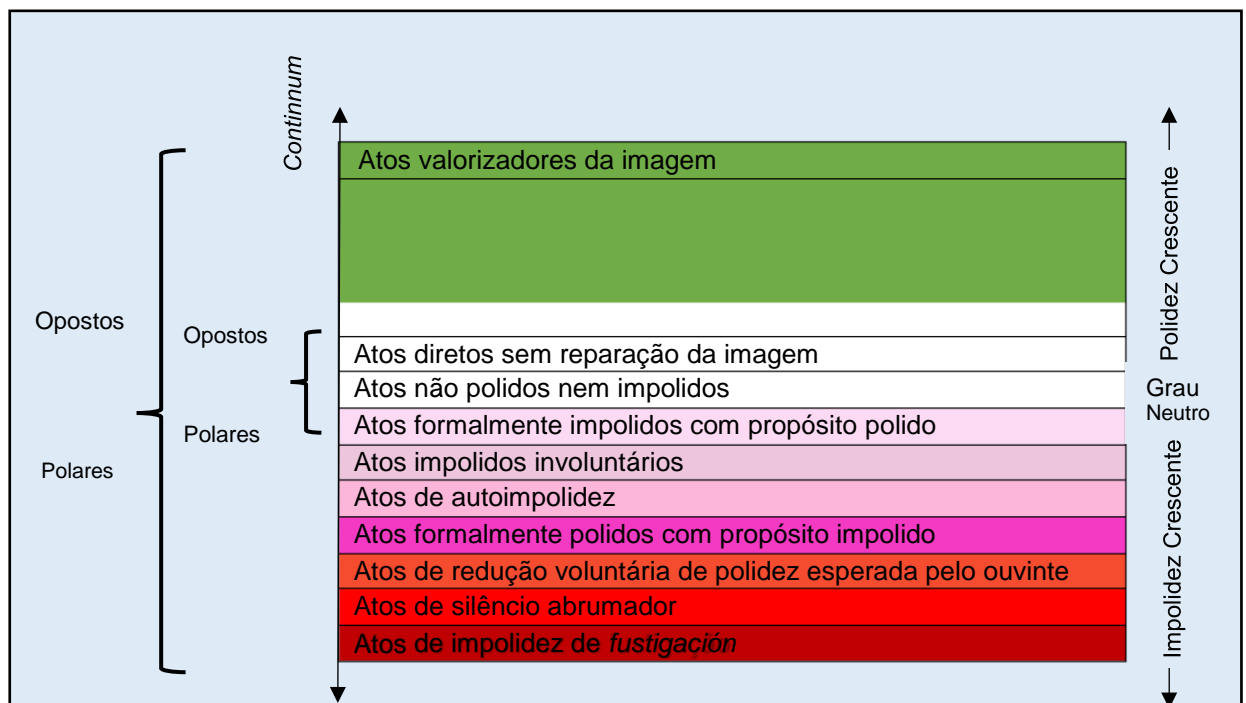 Continnum
Atos valorizadores da imagem
Opostos
Polares
Opostos
Polares
Atos diretos sem reparação da imagem
Atos não polidos nem impolidos
Atos formalmente impolidos com propósito polido
Atos impolidos involuntários
Atos de autoimpolidez
Atos formalmente polidos com propósito impolido
Atos de redução voluntária de polidez esperada pelo ouvinte
Atos de silêncio abrumador
Atos de impolidez de fustigación
Polidez Crescente
Grau
Neutro
Impolidez Crescente